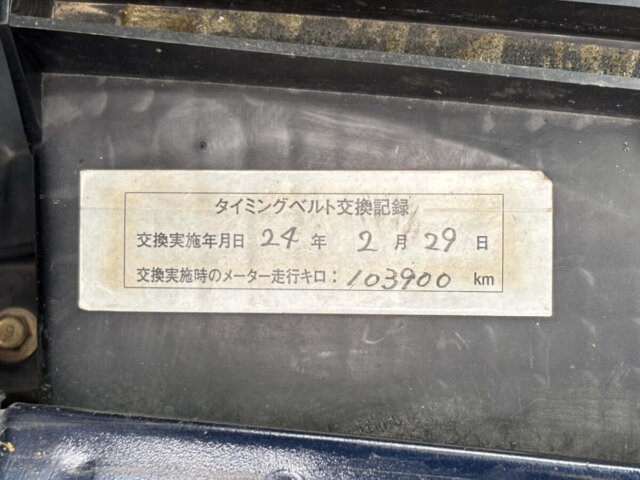 タイミングベルト交換記録
交換実施年月日 24 年 2 月 29 日
交換実施時のメーター走行キロ：103900 km